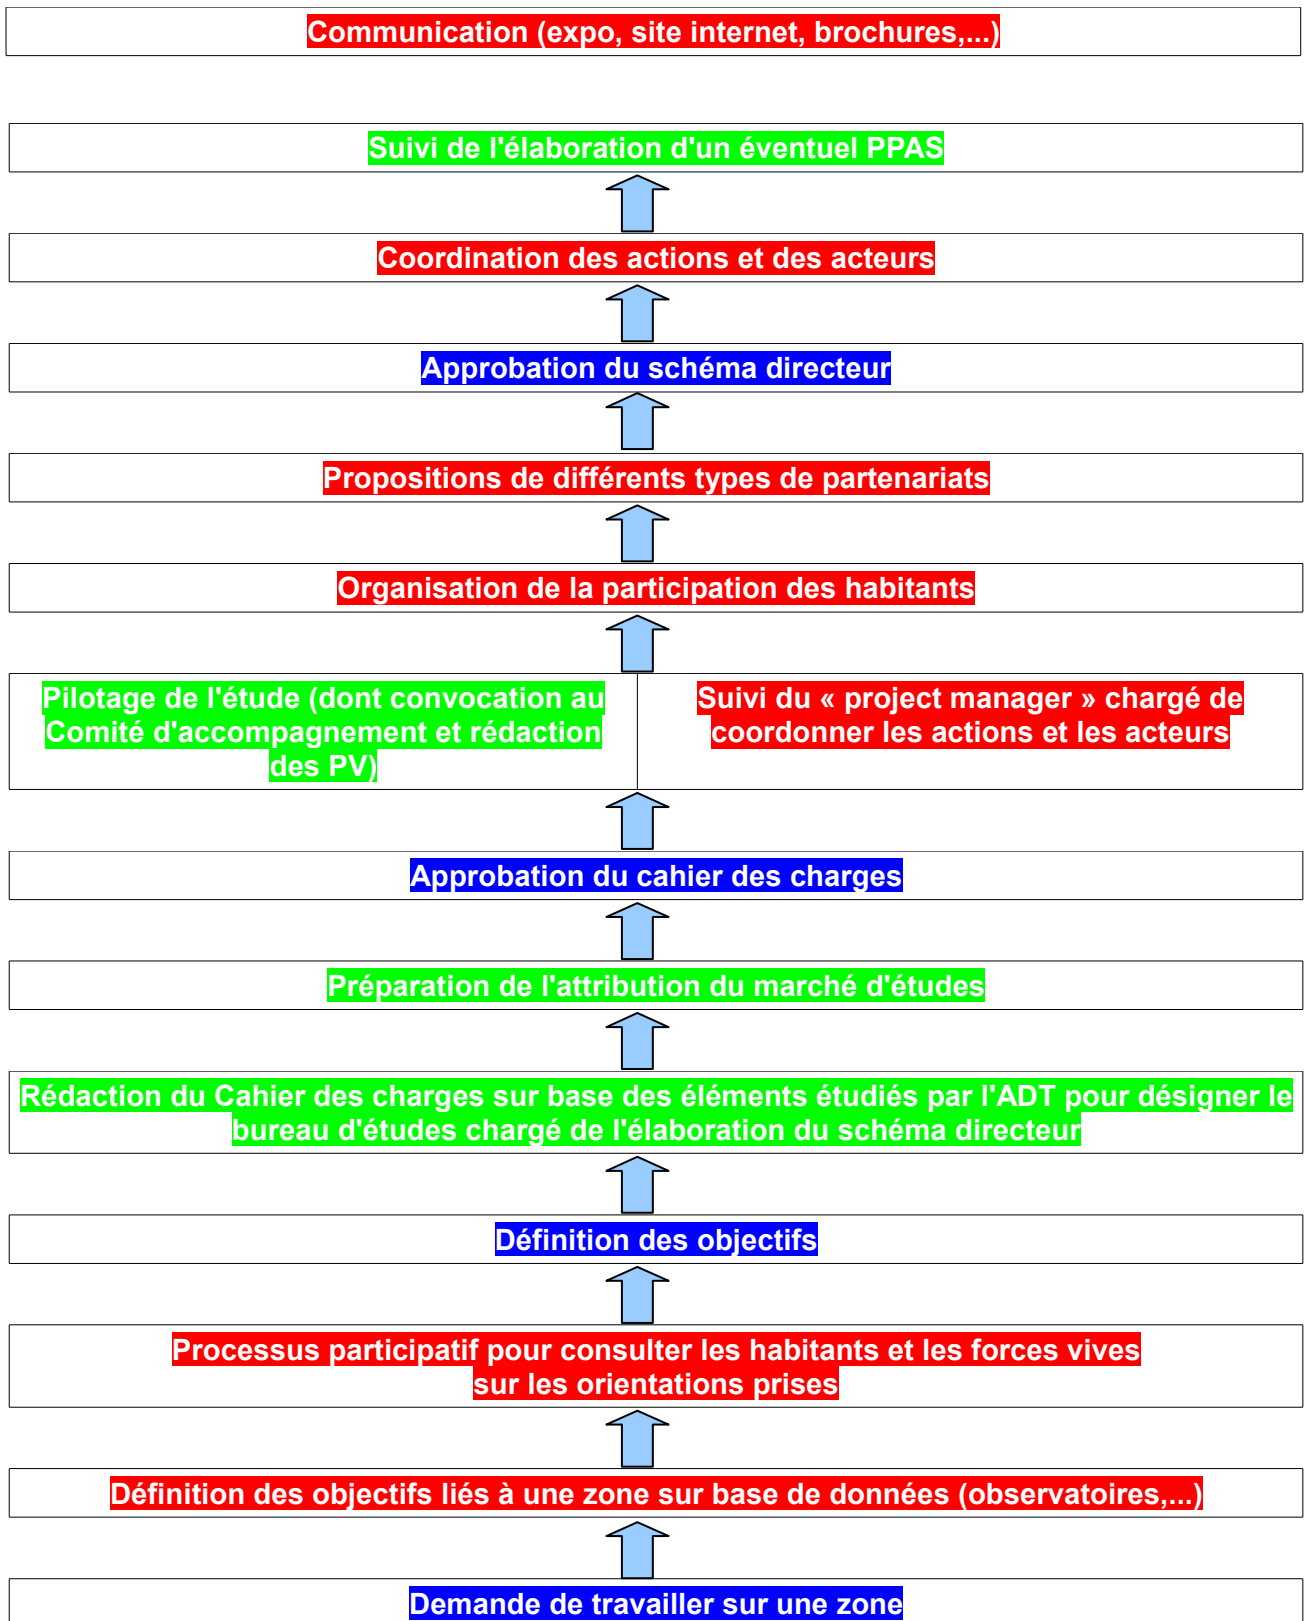 Communication (expo, site internet, brochures,...)
Suivi de l'élaboration d'un éventuel PPAS
Coordination des actions et des acteurs
Approbation du schéma directeur
Propositions de différents types de partenariats
Organisation de la participation des habitants
Pilotage de l'étude (dont convocation au
Comité d'accompagnement et rédaction
des PV)
Suivi du « project manager » chargé de
coordonner les actions et les acteurs
Approbation du cahier des charges
Préparation de l'attribution du marché d'études
Rédaction du Cahier des charges sur base des éléments étudiés par l'ADT pour désigner le
bureau d'études chargé de l'élaboration du schéma directeur
Définition des objectifs
Processus participatif pour consulter les habitants et les forces vives
sur les orientations prises
Définition des objectifs liés à une zone sur base de données (observatoires,...)
Demande de travailler sur une zone